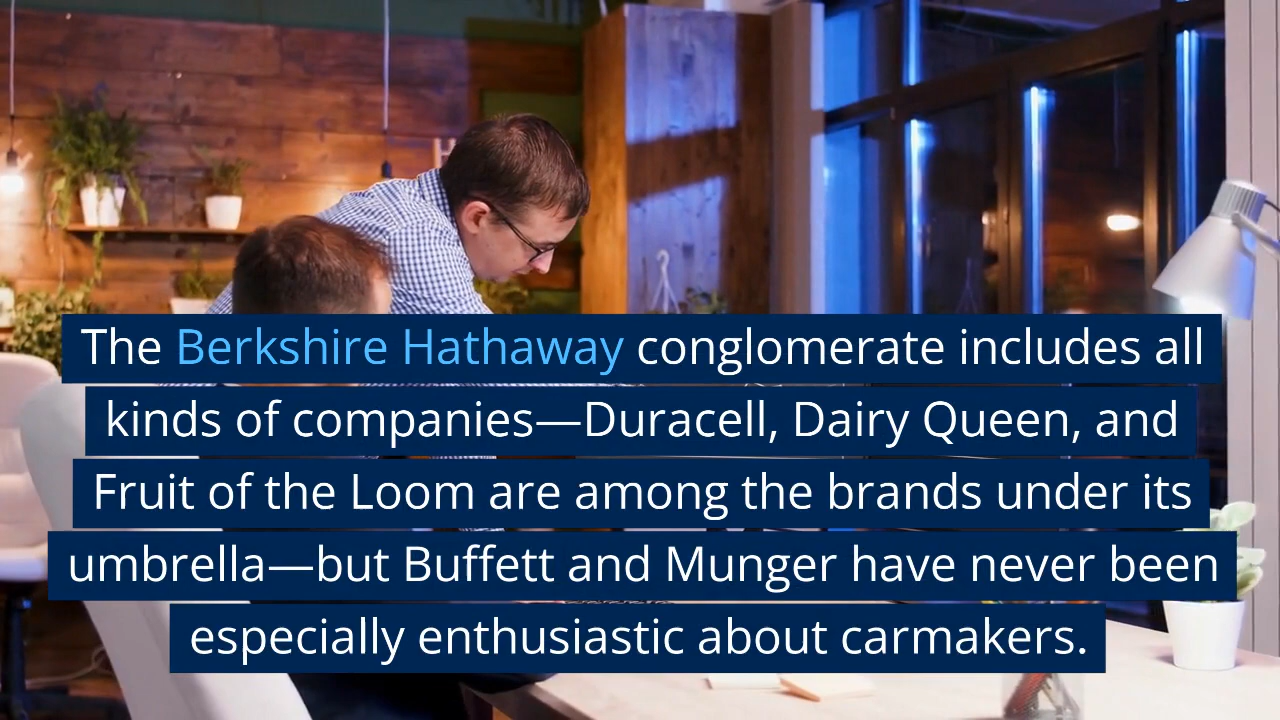 The Berkshire Hathaway conglomerate includes all
kinds of companies—Duracell, Dairy Queen, and
Fruit of the Loom are among the brands under its
umbrella—but Buffett and Munger have never been
especially enthusiastic about carmakers.